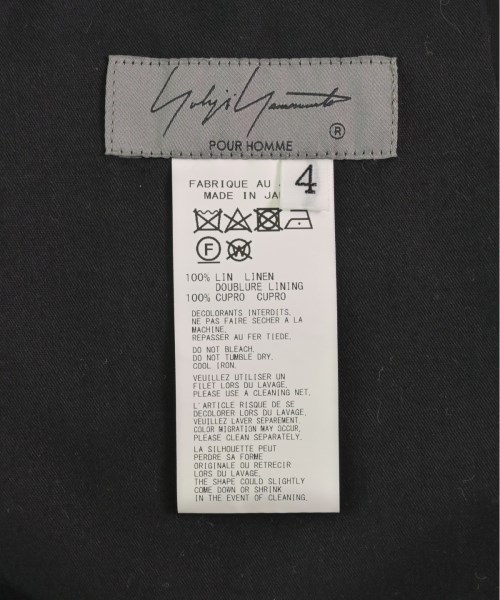 Yohji Yamamoto
®
POUR HOMME
4
FABRIQUE AU
MADE IN JA
F
W
100% LIN LINEN
DOUBLURE LINING
100% CUPRO CUPRO
DECOLORANTS INTERDITS.
NE PAS FAIRE SECHER A LA
MACHINE.
REPASSER AU FER TIEDE.
DO NOT BLEACH.
DO NOT TUMBLE DRY.
COOL IRON.
VEUILLEZ UTILISER UN
FILET LORS DU LAVAGE.
PLEASE USE A CLEANING NET.
L'ARTICLE RISQUE DE SE
DECOLORER LORS DU LAVAGE.
VEUILLEZ LAVER SEPAREMENT.
COLOR MIGRATION MAY OCCUR,
PLEASE CLEAN SEPARATELY.
LA SILHOUETTE PEUT
PERDRE SA FORME
ORIGINALE OU RETRECIR
LORS DU LAVAGE.
THE SHAPE COULD SLIGHTLY
COME DOWN OR SHRINK
IN THE EVENT OF CLEANING.